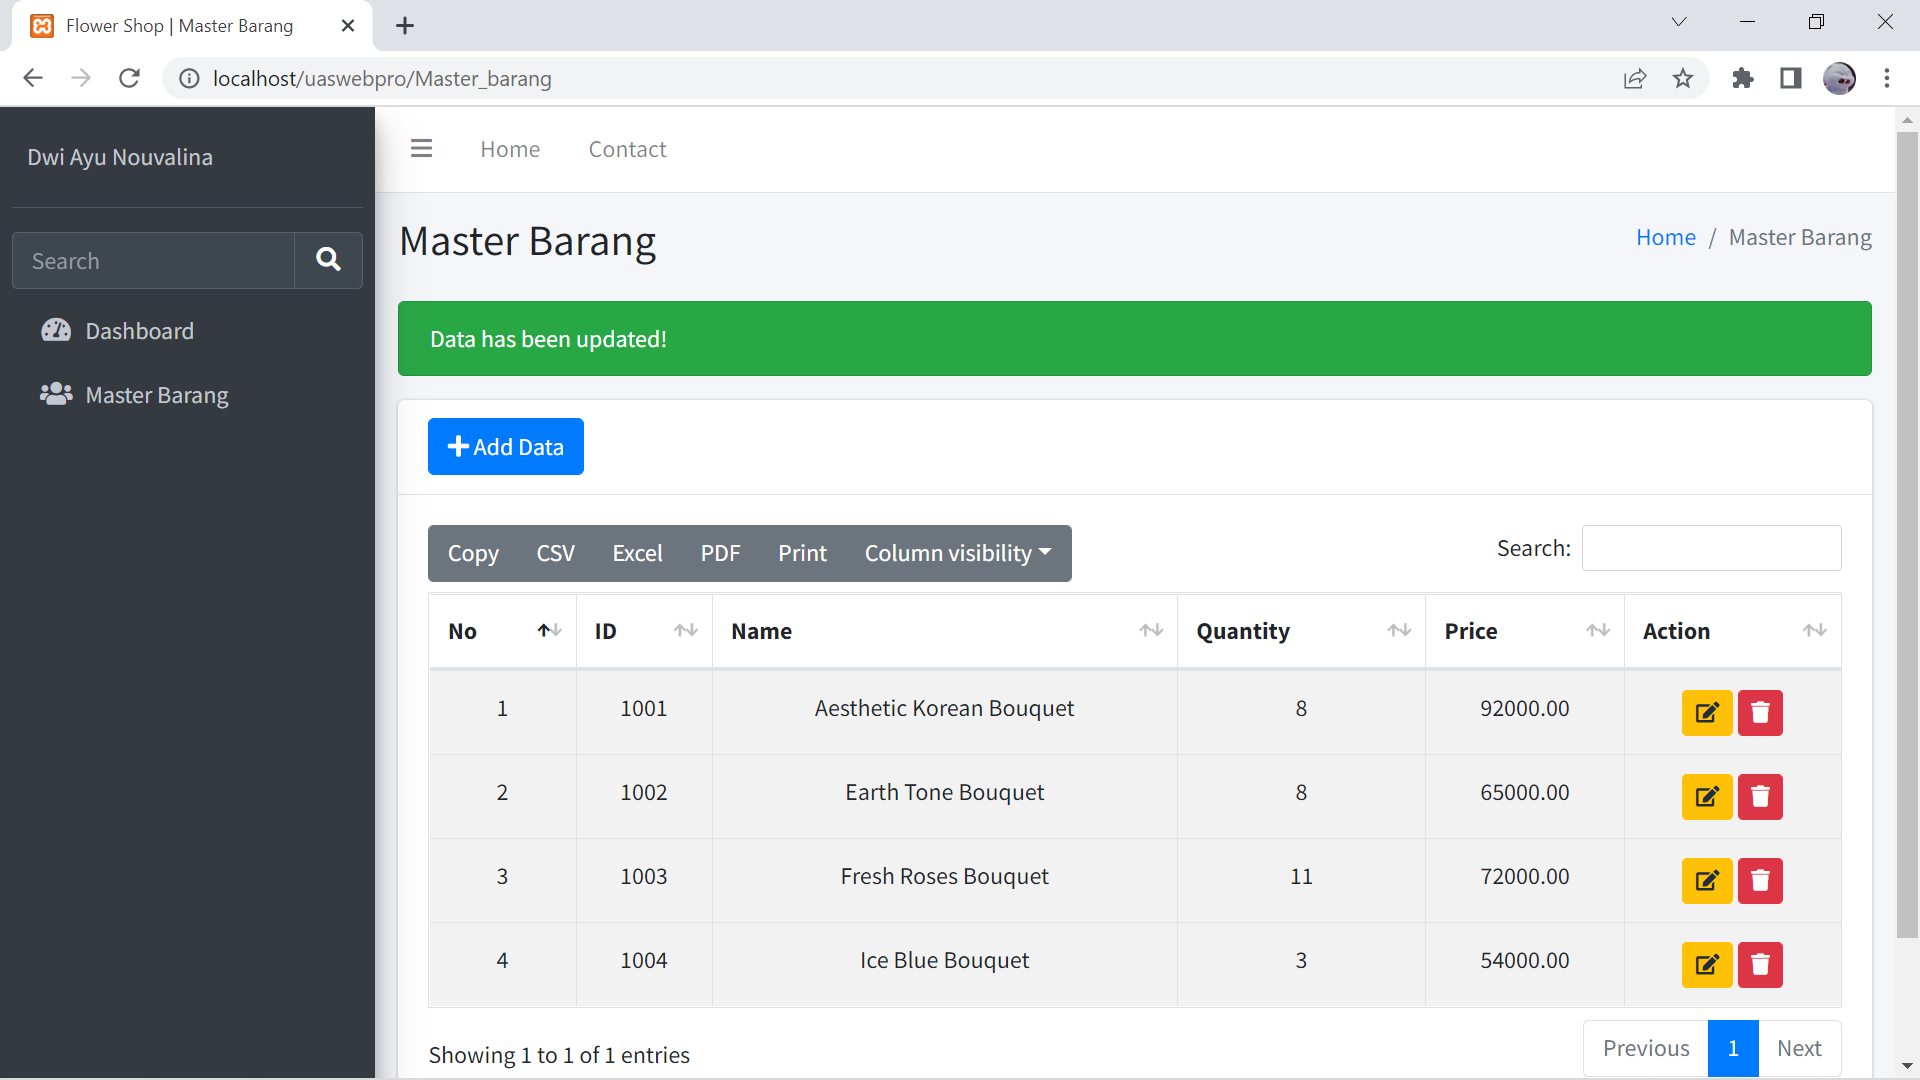 Flower Shop | Master Barang
localhost/uaswebpro/Master_barang
Dwi Ayu Nouvalina
Home Contact
Search
Dashboard
Master Barang
Master Barang
Home / Master Barang
Data has been updated!
Add Data
Copy CSV Excel PDF Print Column visibility
Search:
No ID Name Quantity Price Action
1 1001 Aesthetic Korean Bouquet 8 92000.00
2 1002 Earth Tone Bouquet 8 65000.00
3 1003 Fresh Roses Bouquet 11 72000.00
4 1004 Ice Blue Bouquet 3 54000.00
Showing 1 to 1 of 1 entries
Previous 1 Next